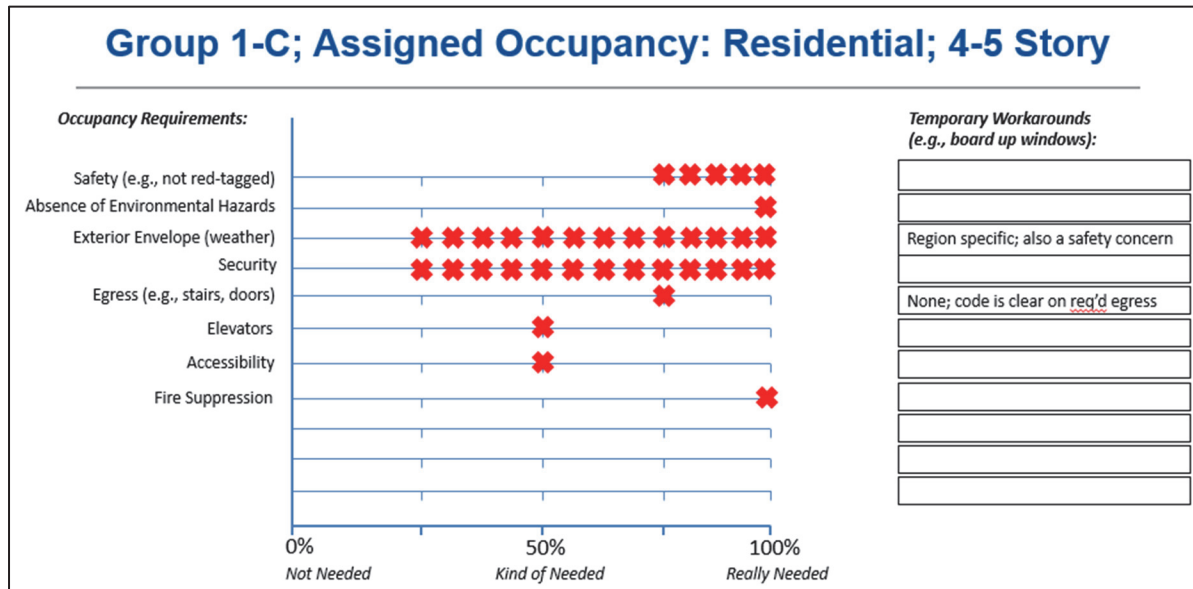 Group 1-C; Assigned Occupancy: Residential; 4-5 Story
Occupancy Requirements:
Temporary Workarounds
(e.g., board up windows):
Safety (e.g., not red-tagged)
Absence of Environmental Hazards
Exterior Envelope (weather)
Region specific; also a safety concern
Security
Egress (e.g., stairs, doors)
None; code is clear on req'd egress
Elevators
Accessibility
Fire Suppression
0%
50%
100%
Not Needed
Kind of Needed
Really Needed